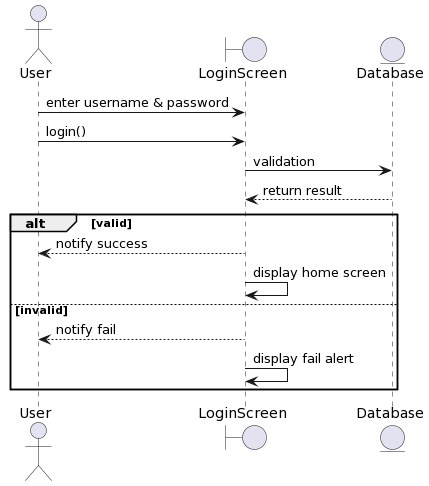 User
LoginScreen
Database
enter username & password
login()
validation
return result
alt
[valid]
notify success
display home screen
[invalid]
notify fail
display fail alert
User
LoginScreen
Database